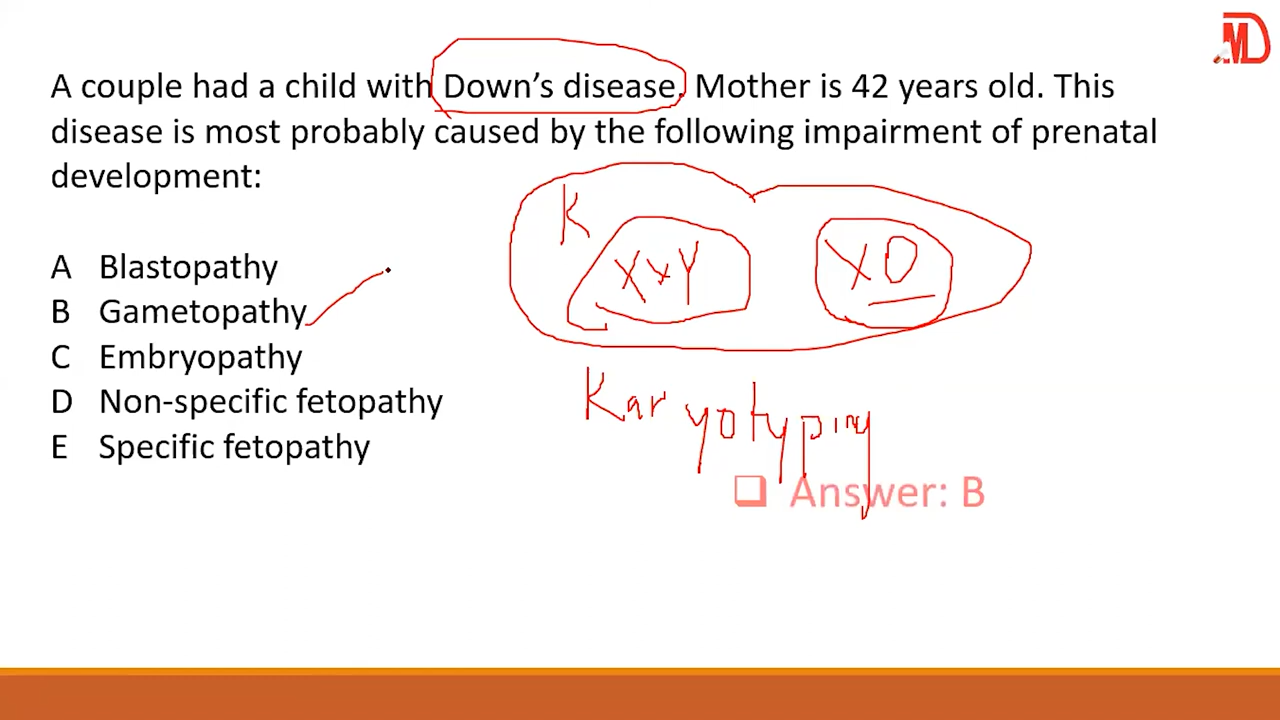 MD
A couple had a child with Down's disease. Mother is 42 years old. This
disease is most probably caused by the following impairment of prenatal
development:
K
XXY XO
A Blastopathy
B Gametopathy
C Embryopathy
D Non-specific fetopathy
E Specific fetopathy
Karyotyping
❑ Answer: B